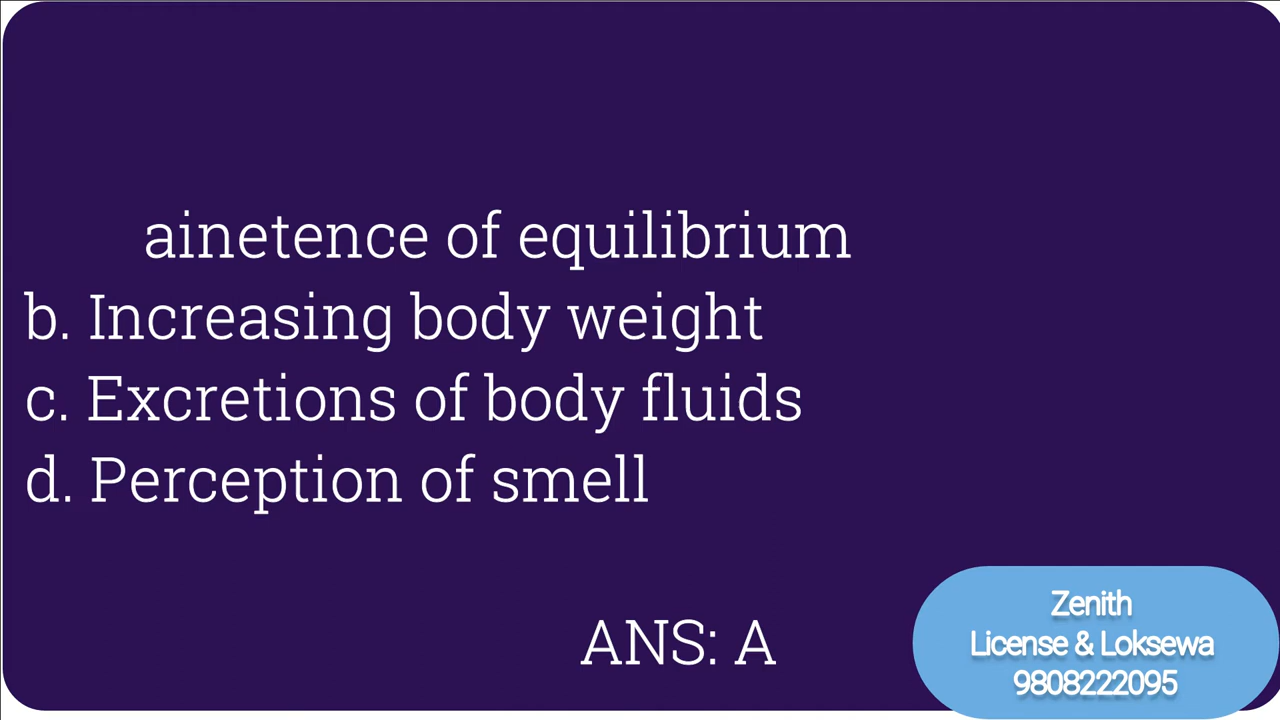 ainetence of equilibrium
b. Increasing body weight
c. Excretions of body fluids
d. Perception of smell
ANS: A
Zenith
License & Loksewa
9808222095